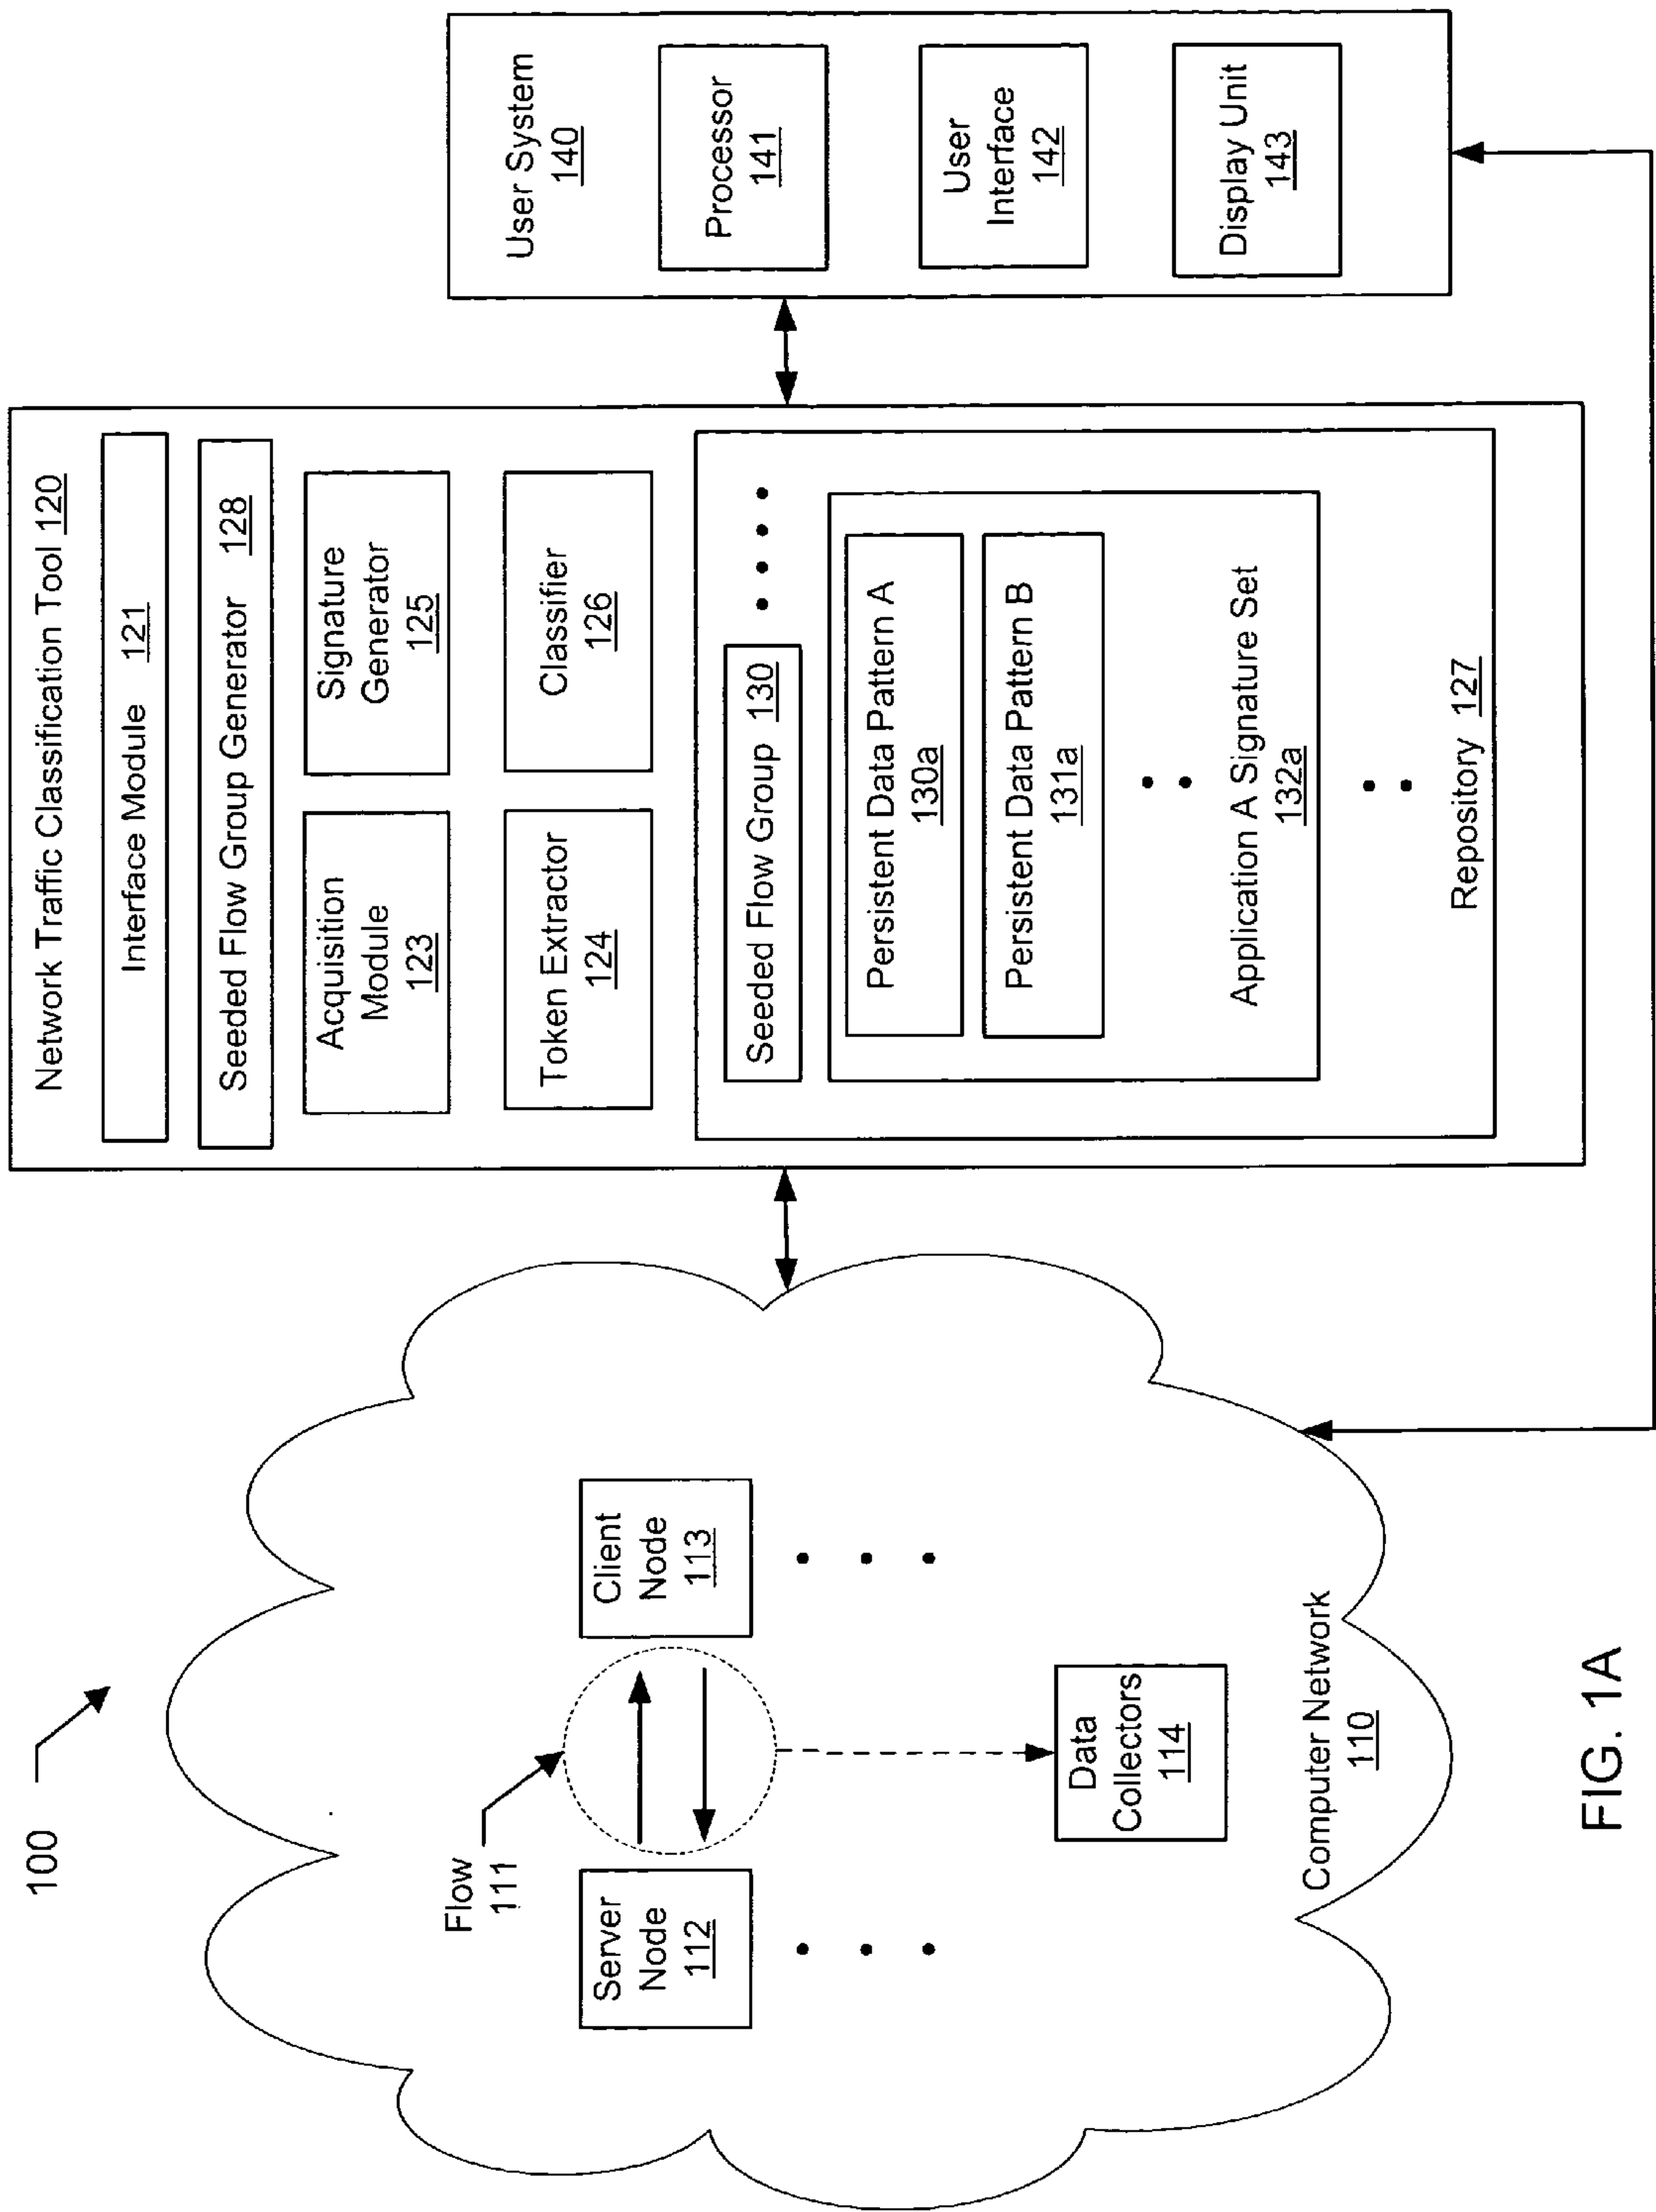 100
Flow
111
Server
Node
112
Client
Node
113
Data
Collectors
114
Computer Network
110
Network Traffic Classification Tool 120
Interface Module 121
Seeded Flow Group Generator 128
Acquisition
Module
123
Signature
Generator
125
Token Extractor
124
Classifier
126
Seeded Flow Group 130
Persistent Data Pattern A
130a
Persistent Data Pattern B
131a
Application A Signature Set
132a
Repository 127
User System
140
Processor
141
User
Interface
142
Display Unit
143
FIG. 1A